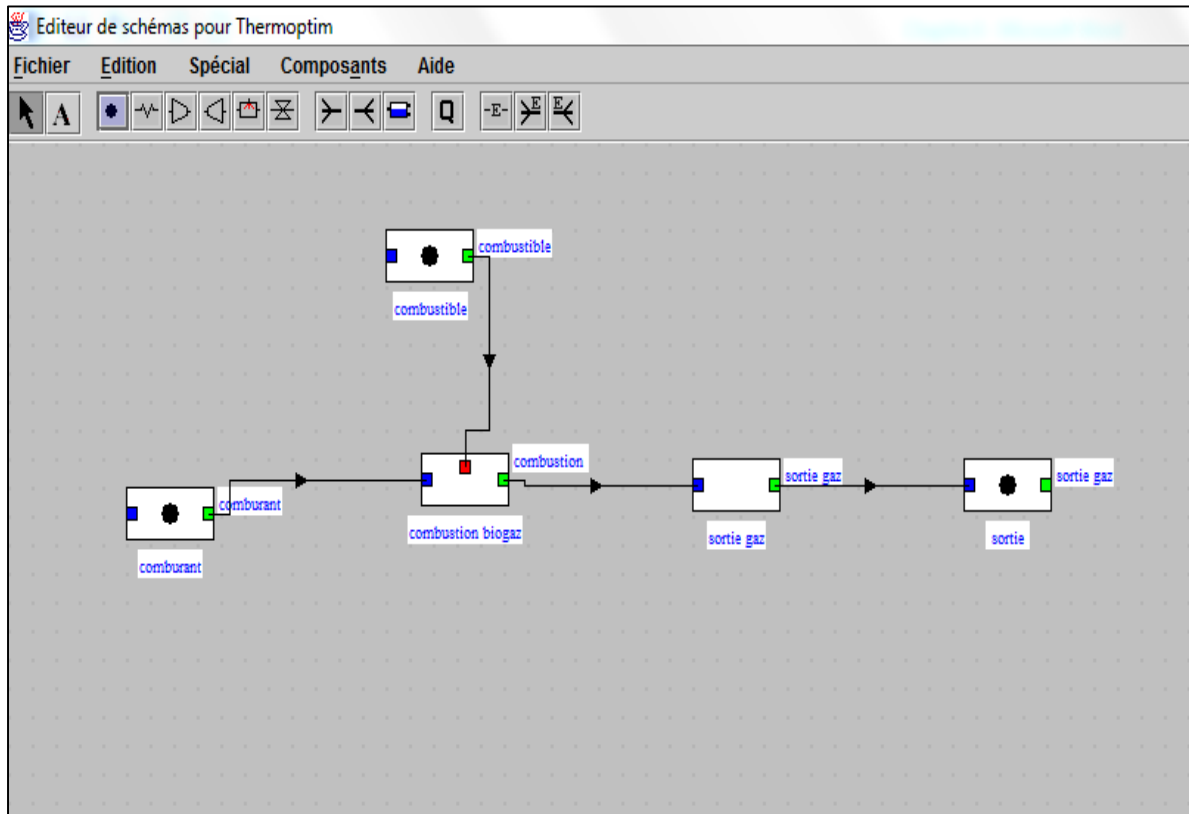 Editeur de schémas pour Thermoptim
Fichier Edition Spécial Composants Aide
A Q -E- E E
combustible
combustible
combustion
comburant
combustion biogaz
comburant
sortie gaz
sortie gaz
sortie gaz
sortie